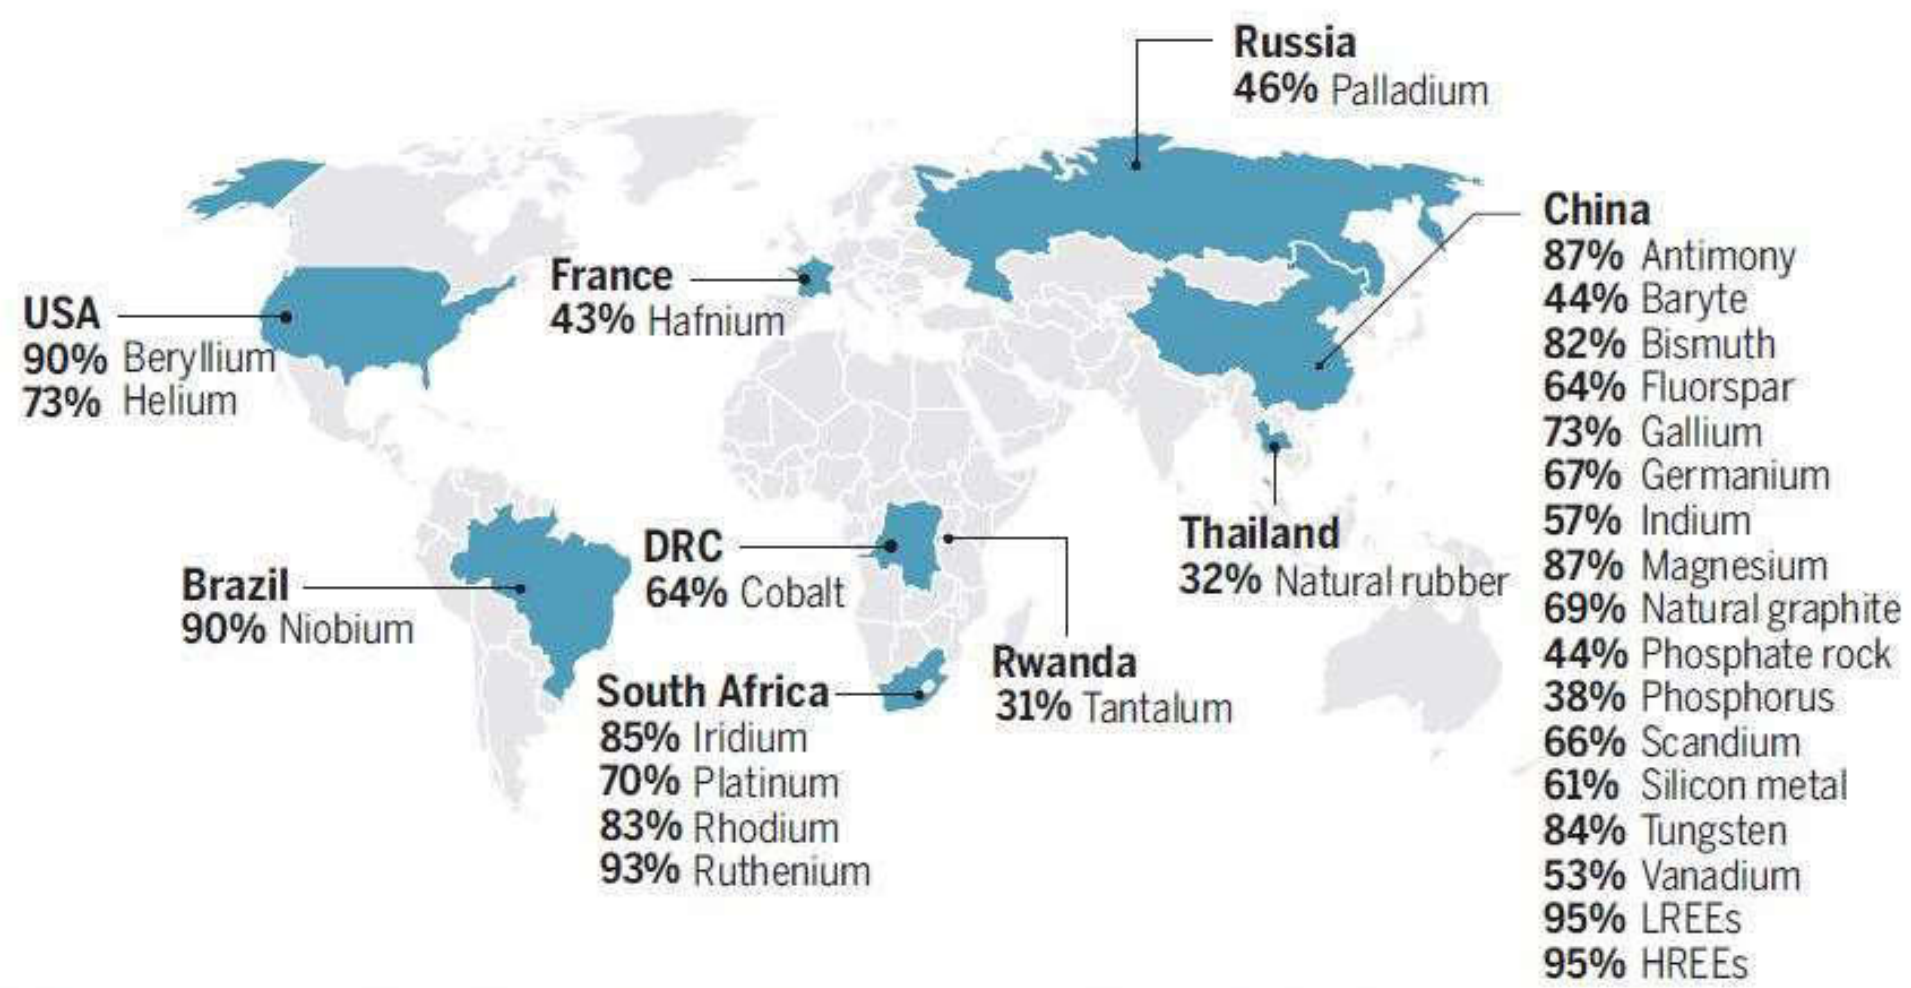 Russia
46% Palladium
China
87% Antimony
44% Baryte
82% Bismuth
64% Fluorspar
73% Gallium
67% Germanium
57% Indium
87% Magnesium
69% Natural graphite
44% Phosphate rock
38% Phosphorus
66% Scandium
61% Silicon metal
84% Tungsten
53% Vanadium
95% LREEs
95% HREEs
France
43% Hafnium
USA
90% Beryllium
73% Helium
Thailand
32% Natural rubber
DRC
64% Cobalt
Brazil
90% Niobium
Rwanda
31% Tantalum
South Africa
85% Iridium
70% Platinum
83% Rhodium
93% Ruthenium